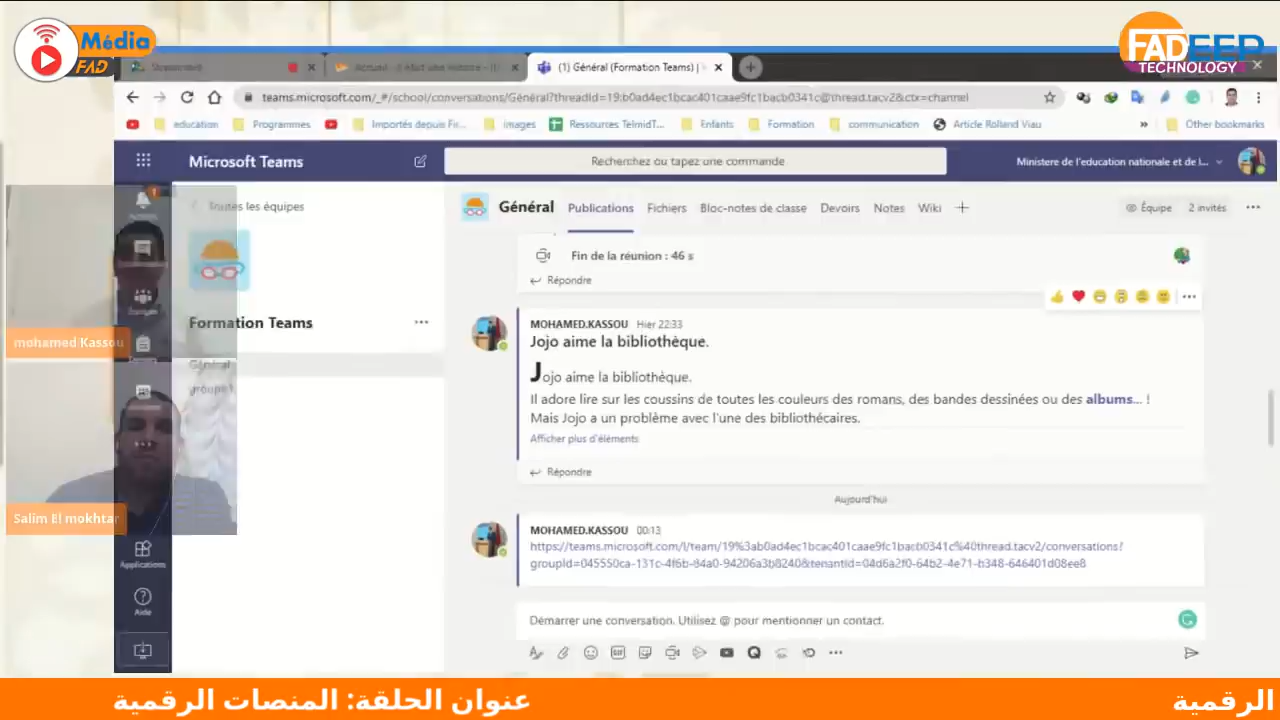 Média
FAD
FADEEP
TECHNOLOGY
(1) Général (Formation Teams) |
teams.microsoft.com/_#/school/conversations/Général?threadId=19:b0ad4ec1bcac401caae9fc1bacb0341c@thread.tacv2&ctx=channel
education
Programmes
Importés depuis Fir...
images
Ressources TelmidT...
Enfants
Formation
communication
Article Rolland Viau
»
Other bookmarks
Microsoft Teams
Recherchez ou tapez une commande
Ministere de l'education nationale et de l...
Toutes les équipes
Général
Publications
Fichiers
Bloc-notes de classe
Devoirs
Notes
Wiki
Équipe
2 invités
Fin de la réunion : 46 s
Répondre
Formation Teams
Général
groupe 1
mohamed Kassou
Salim El mokhtar
MOHAMED.KASSOU Hier 22:33
Jojo aime la bibliothèque.
Jojo aime la bibliothèque.
Il adore lire sur les coussins de toutes les couleurs des romans, des bandes dessinées ou des albums... !
Mais Jojo a un problème avec l'une des bibliothécaires.
Afficher plus d'éléments
Répondre
Aujourd'hui
MOHAMED.KASSOU 00:13
https://teams.microsoft.com/l/team/19%3ab0ad4ec1bcac401caae9fc1bacb0341c%40thread.tacv2/conversations?
groupId=045550ca-131c-4f6b-84a0-94206a3b8240&tenantId=04d6a2f0-64b2-4e71-b348-646401d08ee8
Applications
Aide
Démarrer une conversation. Utilisez @ pour mentionner un contact.
GIF
الرقمية
عنوان الحلقة: المنصات الرقمية